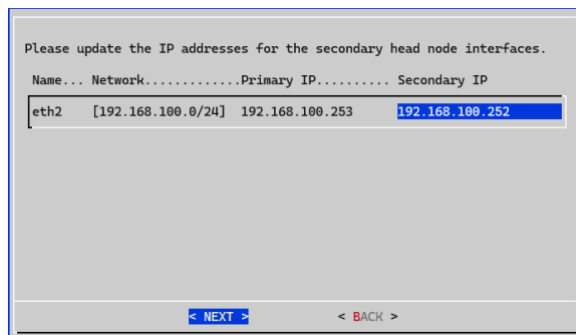 Please update the IP addresses for the secondary head node interfaces.
Name... Network.............Primary IP.......... Secondary IP
eth2 [192.168.100.0/24] 192.168.100.253 192.168.100.252
< NEXT > < BACK >